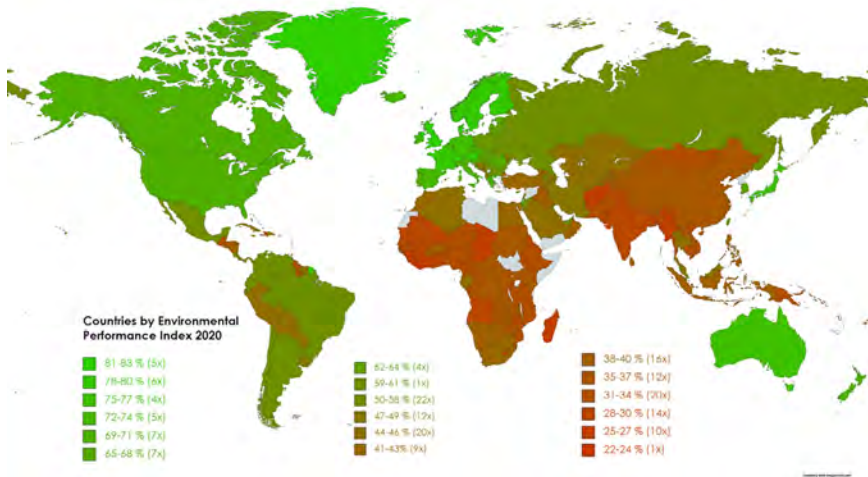 Countries by Environmental
Performance Index 2020
81-83 % (5x)
78-80 % (6x)
75-77 % (4x)
72-74 % (5x)
69-71 % (7x)
65-68 % (7x)
62-64 % (4x)
59-61 % (1x)
50-58 % (22x)
47-49 % (12x)
44-46 % (20x)
41-43% (9x)
38-40 % (16x)
35-37 % (12x)
31-34 % (20x)
28-30 % (14x)
25-27 % (10x)
22-24 % (1x)